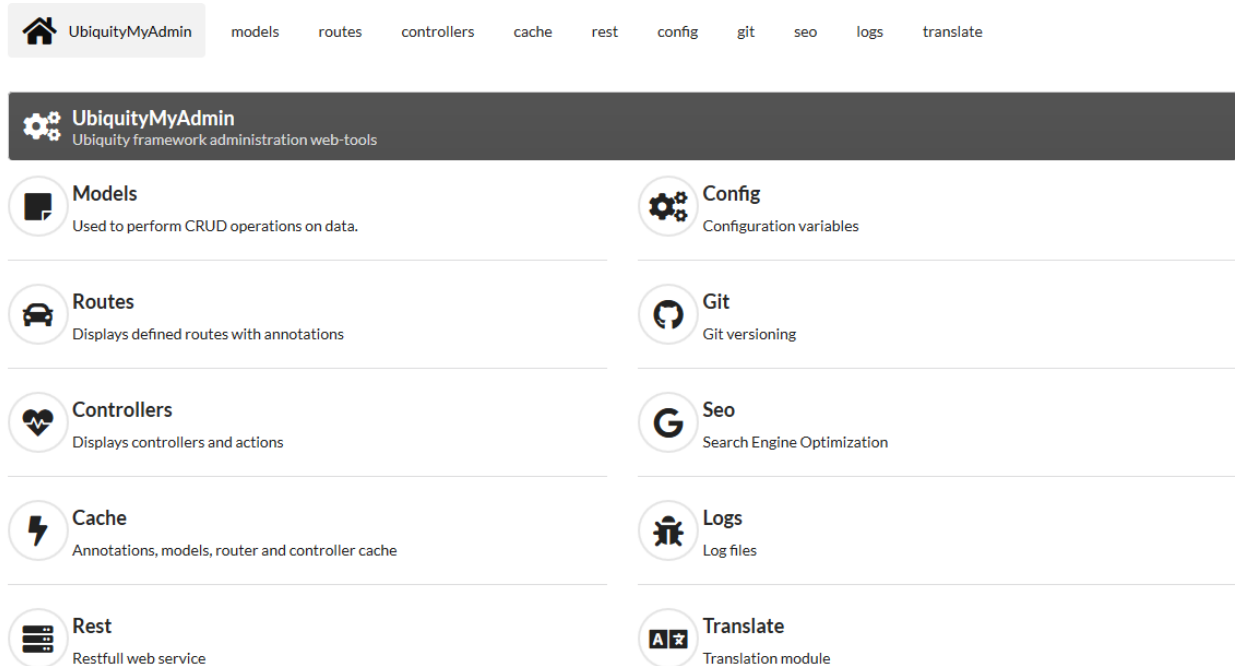 UbiquityMyAdmin models routes controllers cache rest config git seo logs translate
UbiquityMyAdmin
Ubiquity framework administration web-tools
Models
Used to perform CRUD operations on data.
Config
Configuration variables
Routes
Displays defined routes with annotations
Git
Git versioning
Controllers
Displays controllers and actions
Seo
Search Engine Optimization
Cache
Annotations, models, router and controller cache
Logs
Log files
Rest
Restfull web service
Translate
Translation module